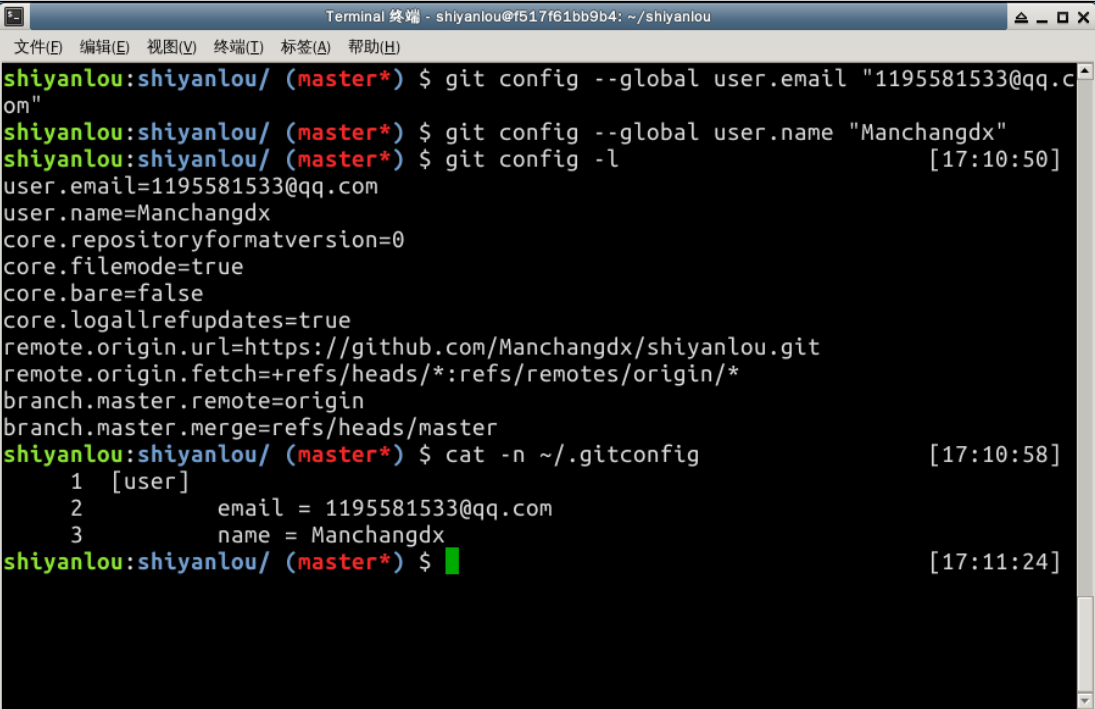 Terminal 终端 - shiyanlou@f517f61bb9b4: ~/shiyanlou
文件(F) 编辑(E) 视图(V) 终端(T) 标签(A) 帮助(H)
shiyanlou:shiyanlou/ (master*) $ git config --global user.email "1195581533@qq.c
om"
shiyanlou:shiyanlou/ (master*) $ git config --global user.name "Manchangdx"
shiyanlou:shiyanlou/ (master*) $ git config -l [17:10:50]
user.email=1195581533@qq.com
user.name=Manchangdx
core.repositoryformatversion=0
core.filemode=true
core.bare=false
core.logallrefupdates=true
remote.origin.url=https://github.com/Manchangdx/shiyanlou.git
remote.origin.fetch=+refs/heads/*:refs/remotes/origin/*
branch.master.remote=origin
branch.master.merge=refs/heads/master
shiyanlou:shiyanlou/ (master*) $ cat -n ~/.gitconfig [17:10:58]
1 [user]
2 email = 1195581533@qq.com
3 name = Manchangdx
shiyanlou:shiyanlou/ (master*) $ [17:11:24]